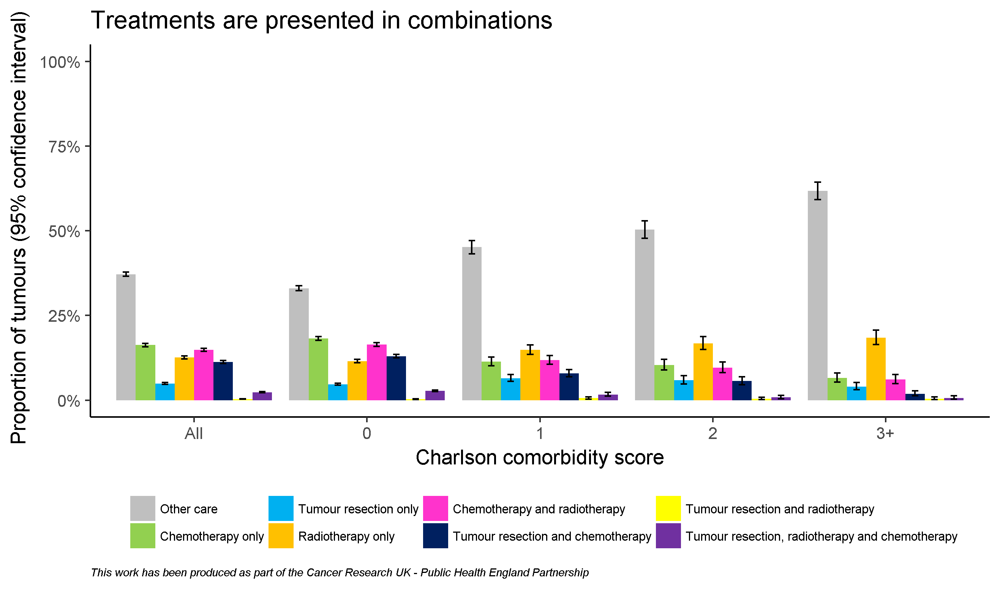 Treatments are presented in combinations
Proportion of tumours (95% confidence interval)
100%
75%
50%
25%
0%
All 0 1 2 3+
Charlson comorbidity score
Other care Tumour resection only Chemotherapy and radiotherapy Tumour resection and radiotherapy
Chemotherapy only Radiotherapy only Tumour resection and chemotherapy Tumour resection, radiotherapy and chemotherapy
This work has been produced as part of the Cancer Research UK - Public Health England Partnership